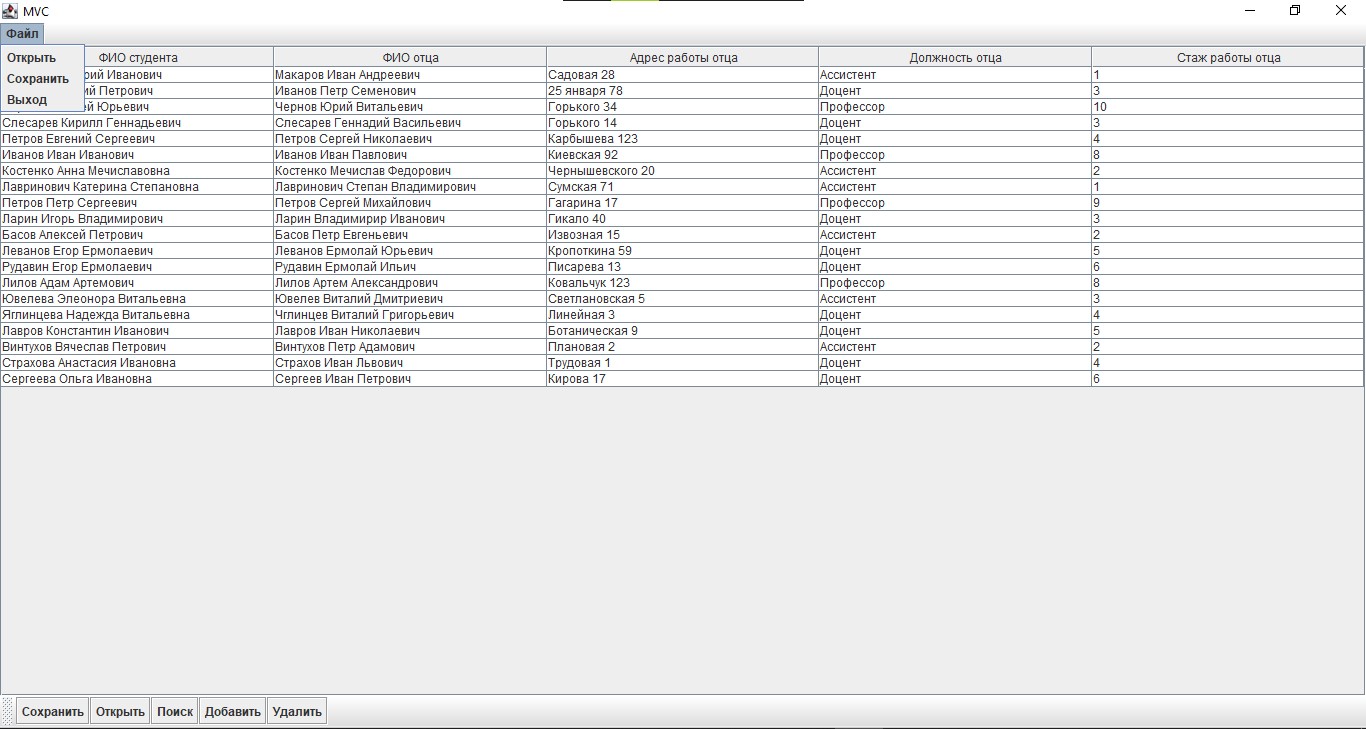 MVC
Файл
Открыть
Сохранить
Выход
ФИО студента ФИО отца Адрес работы отца Должность отца Стаж работы отца
Иванович Макаров Иван Андреевич Садовая 28 Ассистент 1
Петрович Иванов Петр Семенович 25 января 78 Доцент 3
Юрьевич Чернов Юрий Витальевич Горького 34 Профессор 10
Слесарев Кирилл Геннадьевич Слесарев Геннадий Васильевич Горького 14 Доцент 3
Петров Евгений Сергеевич Петров Сергей Николаевич Карбышева 123 Доцент 4
Иванов Иван Иванович Иванов Иван Павлович Киевская 92 Профессор 8
Костенко Анна Мечиславовна Костенко Мечислав Федорович Чернышевского 20 Ассистент 2
Лавринович Катерина Степановна Лавринович Степан Владимирович Сумская 71 Ассистент 1
Петров Петр Сергеевич Петров Сергей Михайлович Гагарина 17 Профессор 9
Ларин Игорь Владимирович Ларин Владимирир Иванович Гикало 40 Доцент 3
Басов Алексей Петрович Басов Петр Евгеньевич Извозная 15 Ассистент 2
Леванов Егор Ермолаевич Леванов Ермолай Юрьевич Кропоткина 59 Доцент 5
Рудавин Егор Ермолаевич Рудавин Ермолай Ильич Писарева 13 Доцент 6
Лилов Адам Артемович Лилов Артем Александрович Ковальчук 123 Профессор 8
Ювелева Элеонора Витальевна Ювелев Виталий Дмитриевич Светлановская 5 Ассистент 3
Яглинцева Надежда Витальевна Чглинцев Виталий Григорьевич Линейная 3 Доцент 4
Лавров Константин Иванович Лавров Иван Николаевич Ботаническая 9 Доцент 5
Винтухов Вячеслав Петрович Винтухов Петр Адамович Плановая 2 Ассистент 2
Страхова Анастасия Ивановна Страхов Иван Львович Трудовая 1 Доцент 4
Сергеева Ольга Ивановна Сергеев Иван Петрович Кирова 17 Доцент 6
Сохранить Открыть Поиск Добавить Удалить